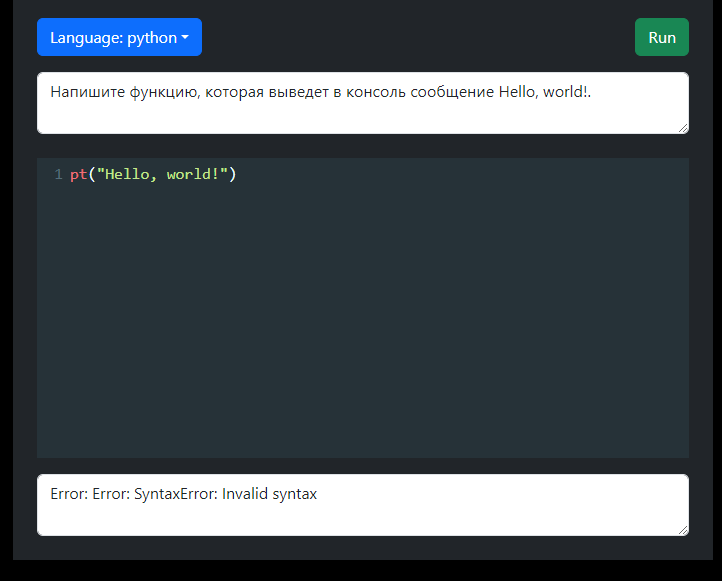 Language: python
Run
Напишите функцию, которая выведет в консоль сообщение Hello, world!.
1 pt("Hello, world!")
Error: Error: SyntaxError: Invalid syntax